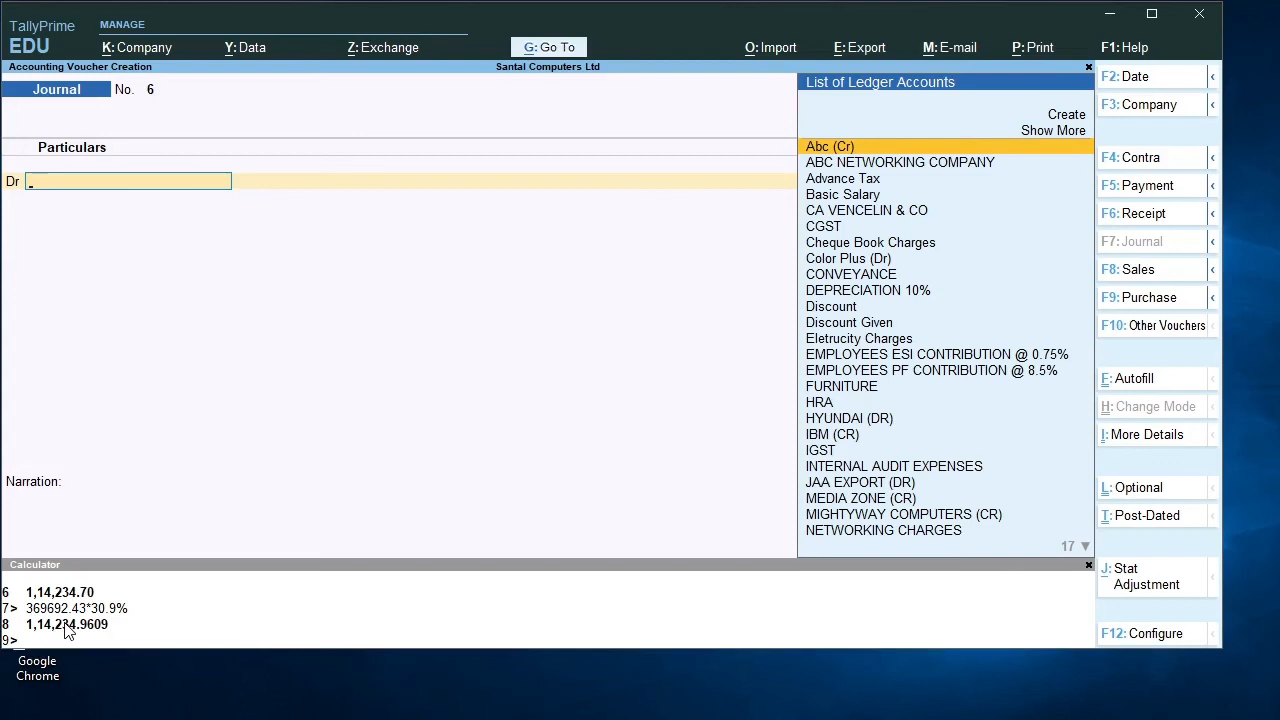 TallyPrime
EDU
MANAGE
K: Company
Y: Data
Z: Exchange
G: Go To
O: Import
E: Export
M: E-mail
P: Print
F1: Help
Accounting Voucher Creation
Santal Computers Ltd
Journal No. 6
Particulars
Dr
Narration:
List of Ledger Accounts
Create
Show More
Abc (Cr)
ABC NETWORKING COMPANY
Advance Tax
Basic Salary
CA VENCELIN & CO
CGST
Cheque Book Charges
Color Plus (Dr)
CONVEYANCE
DEPRECIATION 10%
Discount
Discount Given
Eletrucity Charges
EMPLOYEES ESI CONTRIBUTION @ 0.75%
EMPLOYEES PF CONTRIBUTION @ 8.5%
FURNITURE
HRA
HYUNDAI (DR)
IBM (CR)
IGST
INTERNAL AUDIT EXPENSES
JAA EXPORT (DR)
MEDIA ZONE (CR)
MIGHTYWAY COMPUTERS (CR)
NETWORKING CHARGES
17 ▼
F2: Date
F3: Company
F4: Contra
F5: Payment
F6: Receipt
F7: Journal
F8: Sales
F9: Purchase
F10: Other Vouchers
F: Autofill
H: Change Mode
I: More Details
L: Optional
T: Post-Dated
J: Stat
Adjustment
F12: Configure
Calculator
6 1,14,234.70
7> 369692.43*30.9%
8 1,14,234.9609
9>
Google
Chrome